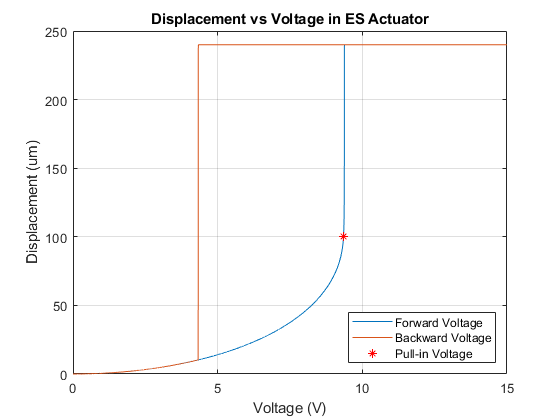 Displacement vs Voltage in ES Actuator
250
200
150
100
50
0
Displacement (um)
Forward Voltage
Backward Voltage
Pull-in Voltage
0 5 10 15
Voltage (V)